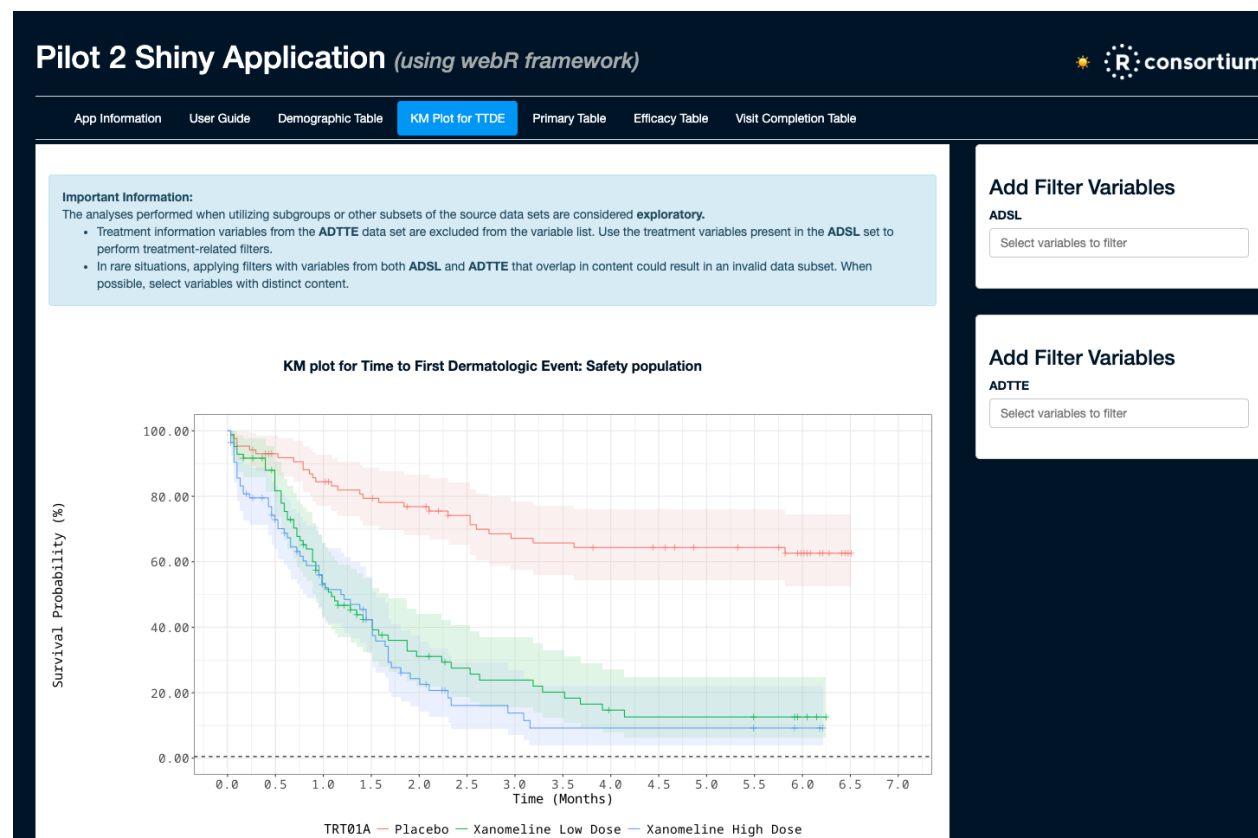 Pilot 2 Shiny Application (using webR framework)
R consortium
App Information User Guide Demographic Table KM Plot for TTDE Primary Table Efficacy Table Visit Completion Table
Important Information:
The analyses performed when utilizing subgroups or other subsets of the source data sets are considered exploratory.
• Treatment information variables from the ADTTE data set are excluded from the variable list. Use the treatment variables present in the ADSL set to
perform treatment-related filters.
• In rare situations, applying filters with variables from both ADSL and ADTTE that overlap in content could result in an invalid data subset. When
possible, select variables with distinct content.
Add Filter Variables
ADSL
Select variables to filter
Add Filter Variables
ADTTE
Select variables to filter
KM plot for Time to First Dermatologic Event: Safety population
Survival Probability (%)
100.00
80.00
60.00
40.00
20.00
0.00
0.0 0.5 1.0 1.5 2.0 2.5 3.0 3.5 4.0 4.5 5.0 5.5 6.0 6.5 7.0
Time (Months)
TRT01A Placebo Xanomeline Low Dose Xanomeline High Dose